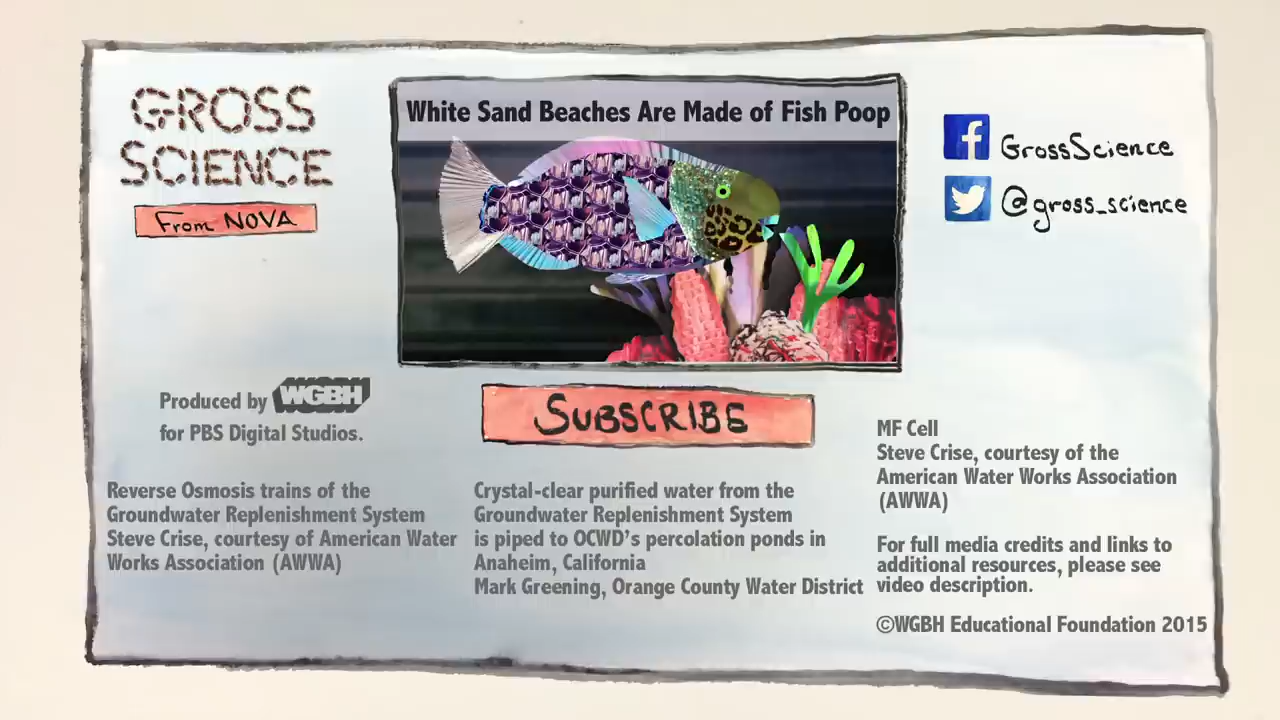 GROSS
SCIENCE
From NOVA
White Sand Beaches Are Made of Fish Poop
GrossScience
@gross_science
Produced by WGBH
for PBS Digital Studios.
SUBSCRIBE
Reverse Osmosis trains of the
Groundwater Replenishment System
Steve Crise, courtesy of American Water
Works Association (AWWA)
Crystal-clear purified water from the
Groundwater Replenishment System
is piped to OCWD's percolation ponds in
Anaheim, California
Mark Greening, Orange County Water District
MF Cell
Steve Crise, courtesy of the
American Water Works Association
(AWWA)
For full media credits and links to
additional resources, please see
video description.
©WGBH Educational Foundation 2015